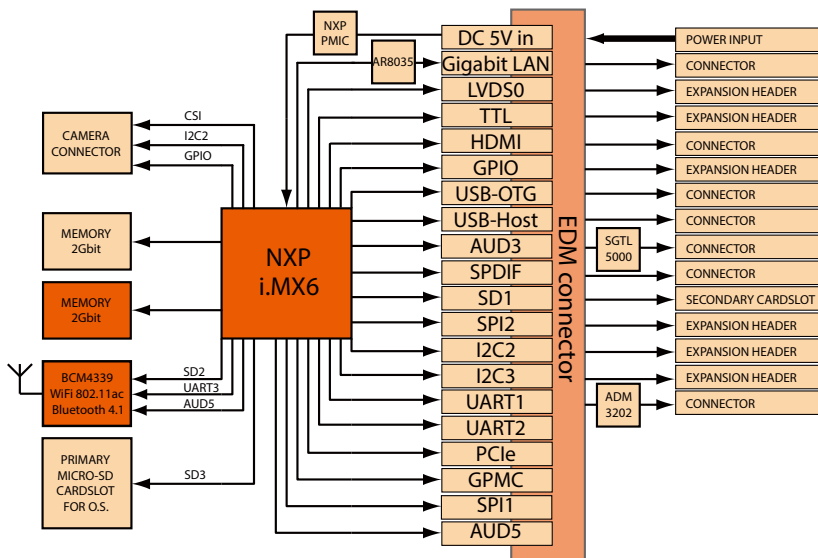 NXP
PMIC
AR8035
DC 5V in
Gigabit LAN
LVDS0
TTL
HDMI
GPIO
USB-OTG
USB-Host
AUD3
SPDIF
SD1
SPI2
I2C2
I2C3
UART1
UART2
PCIe
GPMC
SPI1
AUD5
EDM connector
POWER INPUT
CONNECTOR
EXPANSION HEADER
EXPANSION HEADER
CONNECTOR
EXPANSION HEADER
CONNECTOR
CONNECTOR
SGTL
5000
CONNECTOR
CONNECTOR
SECONDARY CARDSLOT
EXPANSION HEADER
EXPANSION HEADER
EXPANSION HEADER
ADM
3202
CONNECTOR
CAMERA
CONNECTOR
CSI
I2C2
GPIO
MEMORY
2Gbit
MEMORY
2Gbit
NXP
i.MX6
BCM4339
WiFi 802.11ac
Bluetooth 4.1
SD2
UART3
AUD5
PRIMARY
MICRO-SD
CARDSLOT
FOR O.S.
SD3